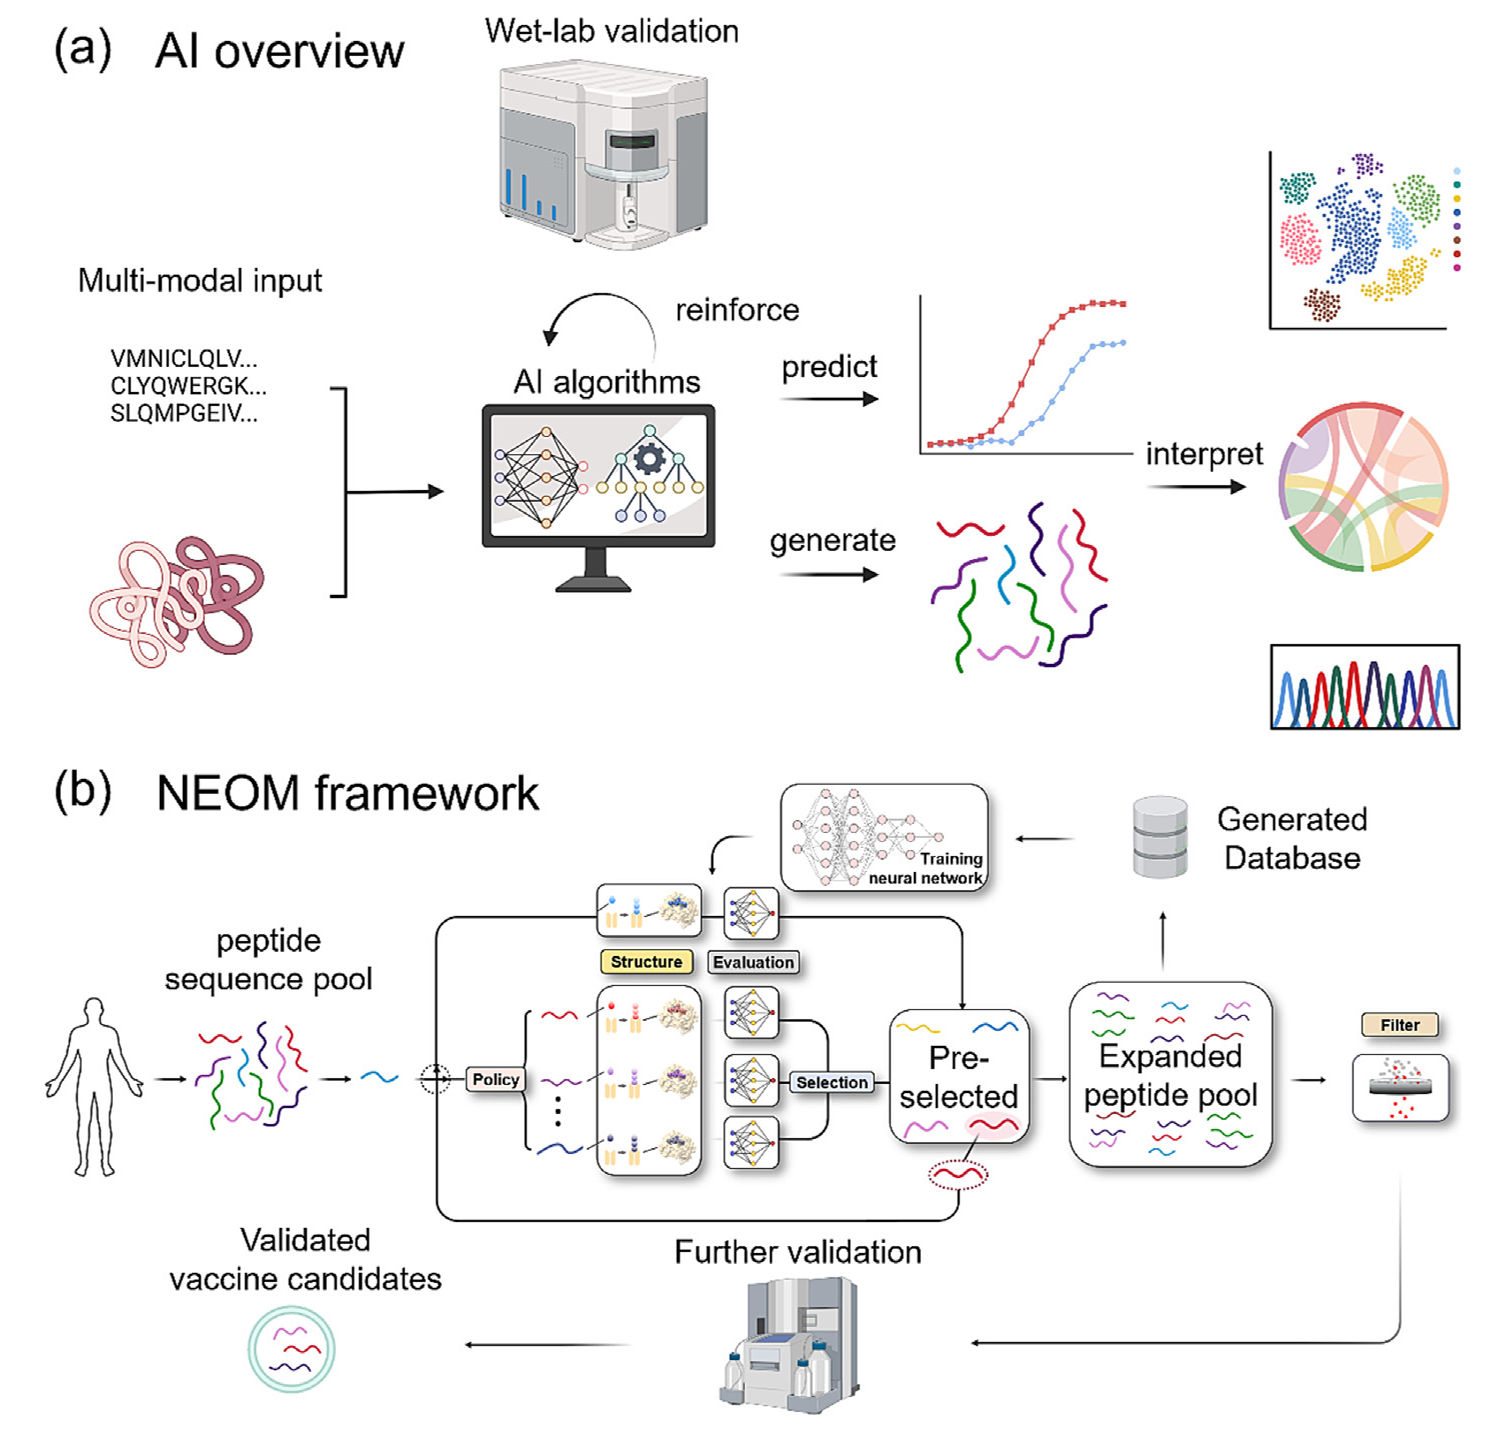 (a) AI overview
Wet-lab validation
Multi-modal input
VMNICLQLV...
CLYQWERGK...
SLQMPGEIV...
reinforce
AI algorithms
predict
generate
interpret
(b) NEOM framework
Training
neural network
Generated
Database
peptide
sequence pool
Structure
Evaluation
Policy
Selection
Pre-
selected
Expanded
peptide pool
Filter
Validated
vaccine candidates
Further validation